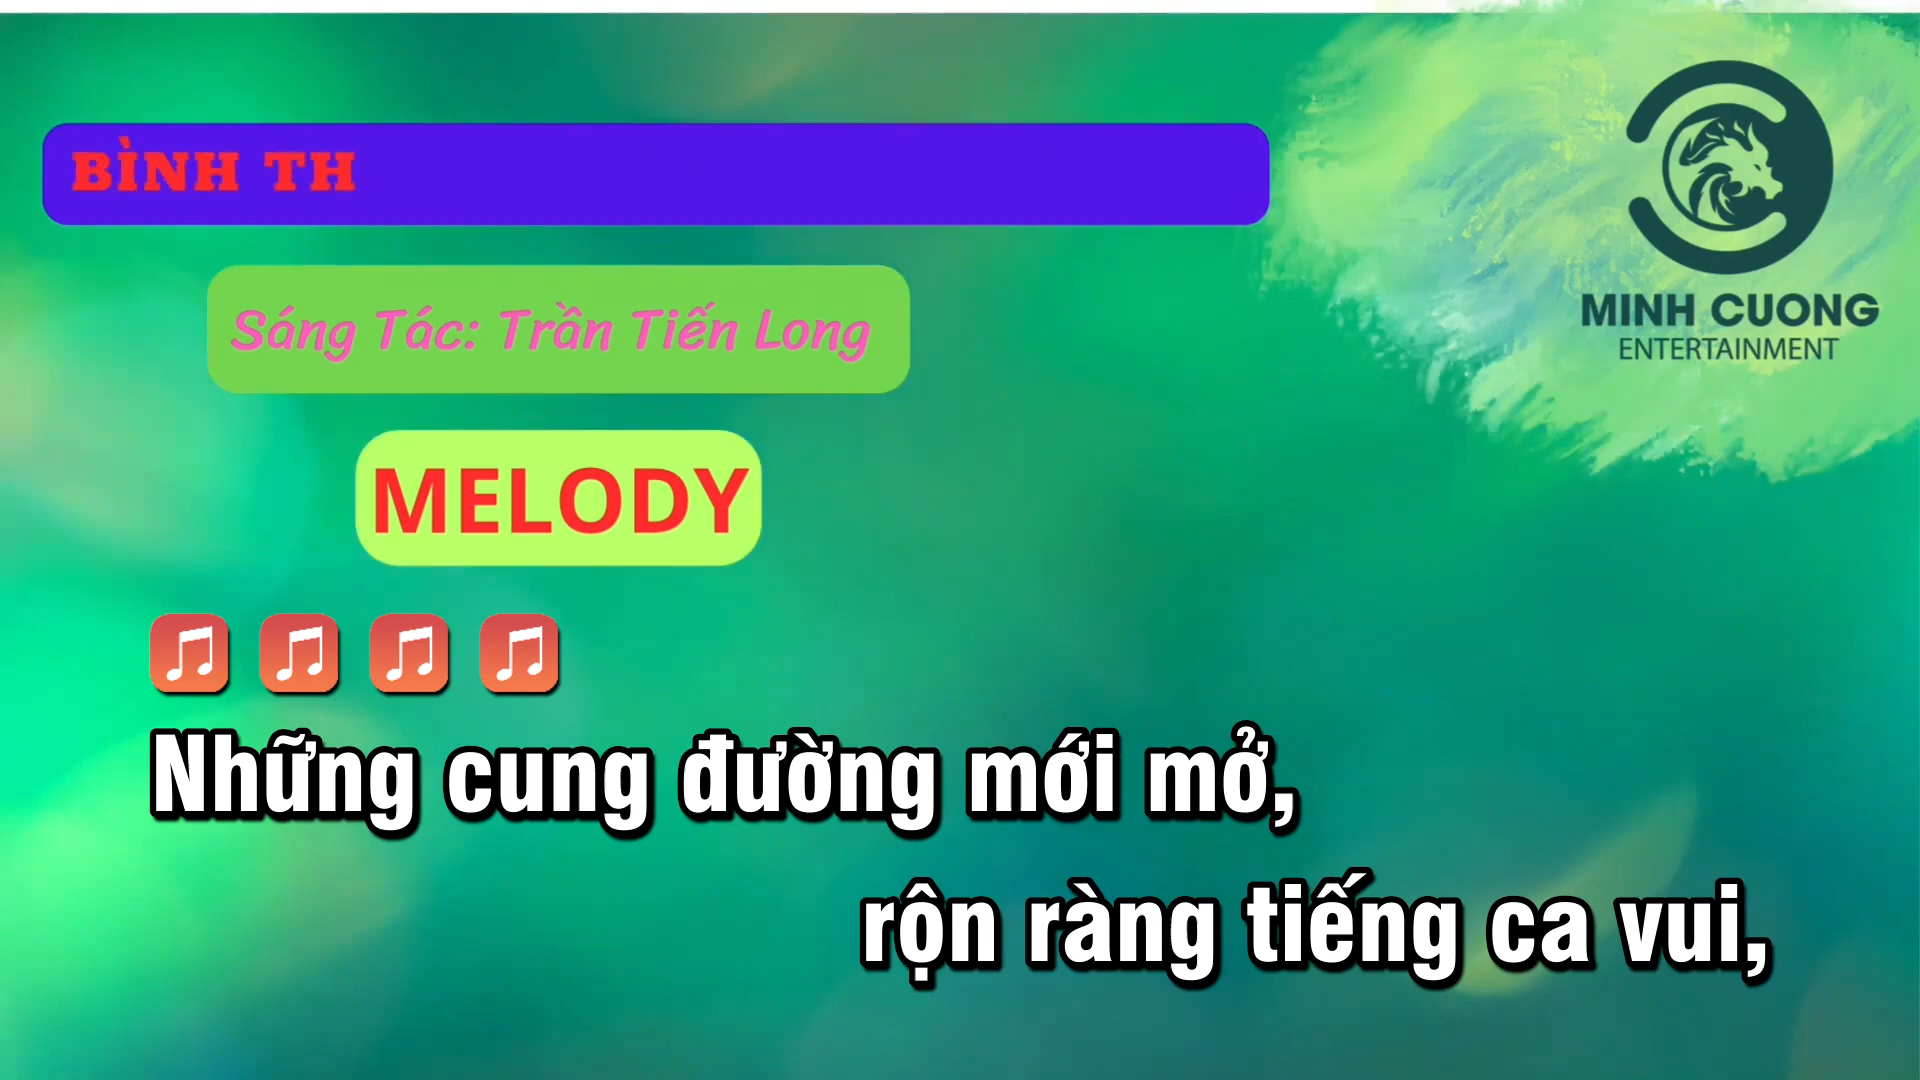 BÌNH TH
Sáng Tác: Trần Tiến Long
MELODY
MINH CUONG
ENTERTAINMENT
Những cung đường mới mở,
rộn ràng tiếng ca vui,